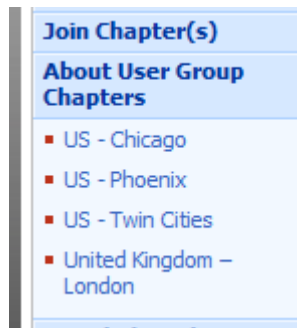 Join Chapter(s)
About User Group
Chapters
US - Chicago
US - Phoenix
US - Twin Cities
United Kingdom –
London